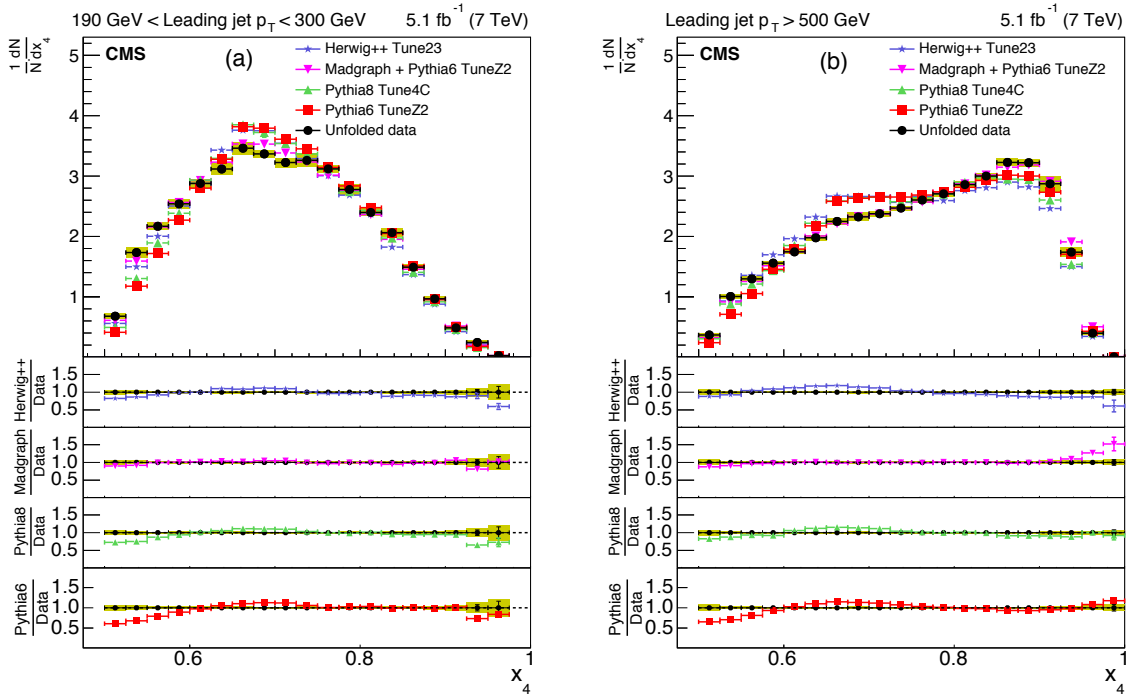 190 GeV < Leading jet p_T < 300 GeV 5.1 fb^-1 (7 TeV)
1/N dN/dx_4
CMS
(a)
Herwig++ Tune23
Madgraph + Pythia6 TuneZ2
Pythia8 Tune4C
Pythia6 TuneZ2
Unfolded data
5
4
3
2
1
Herwig++/Data
1.5
1.0
0.5
Madgraph/Data
1.5
1.0
0.5
Pythia8/Data
1.5
1.0
0.5
Pythia6/Data
1.5
1.0
0.5
0.6 0.8 1
x_4
Leading jet p_T > 500 GeV 5.1 fb^-1 (7 TeV)
1/N dN/dx_4
CMS
(b)
Herwig++ Tune23
Madgraph + Pythia6 TuneZ2
Pythia8 Tune4C
Pythia6 TuneZ2
Unfolded data
5
4
3
2
1
Herwig++/Data
1.5
1.0
0.5
Madgraph/Data
1.5
1.0
0.5
Pythia8/Data
1.5
1.0
0.5
Pythia6/Data
1.5
1.0
0.5
0.6 0.8 1
x_4